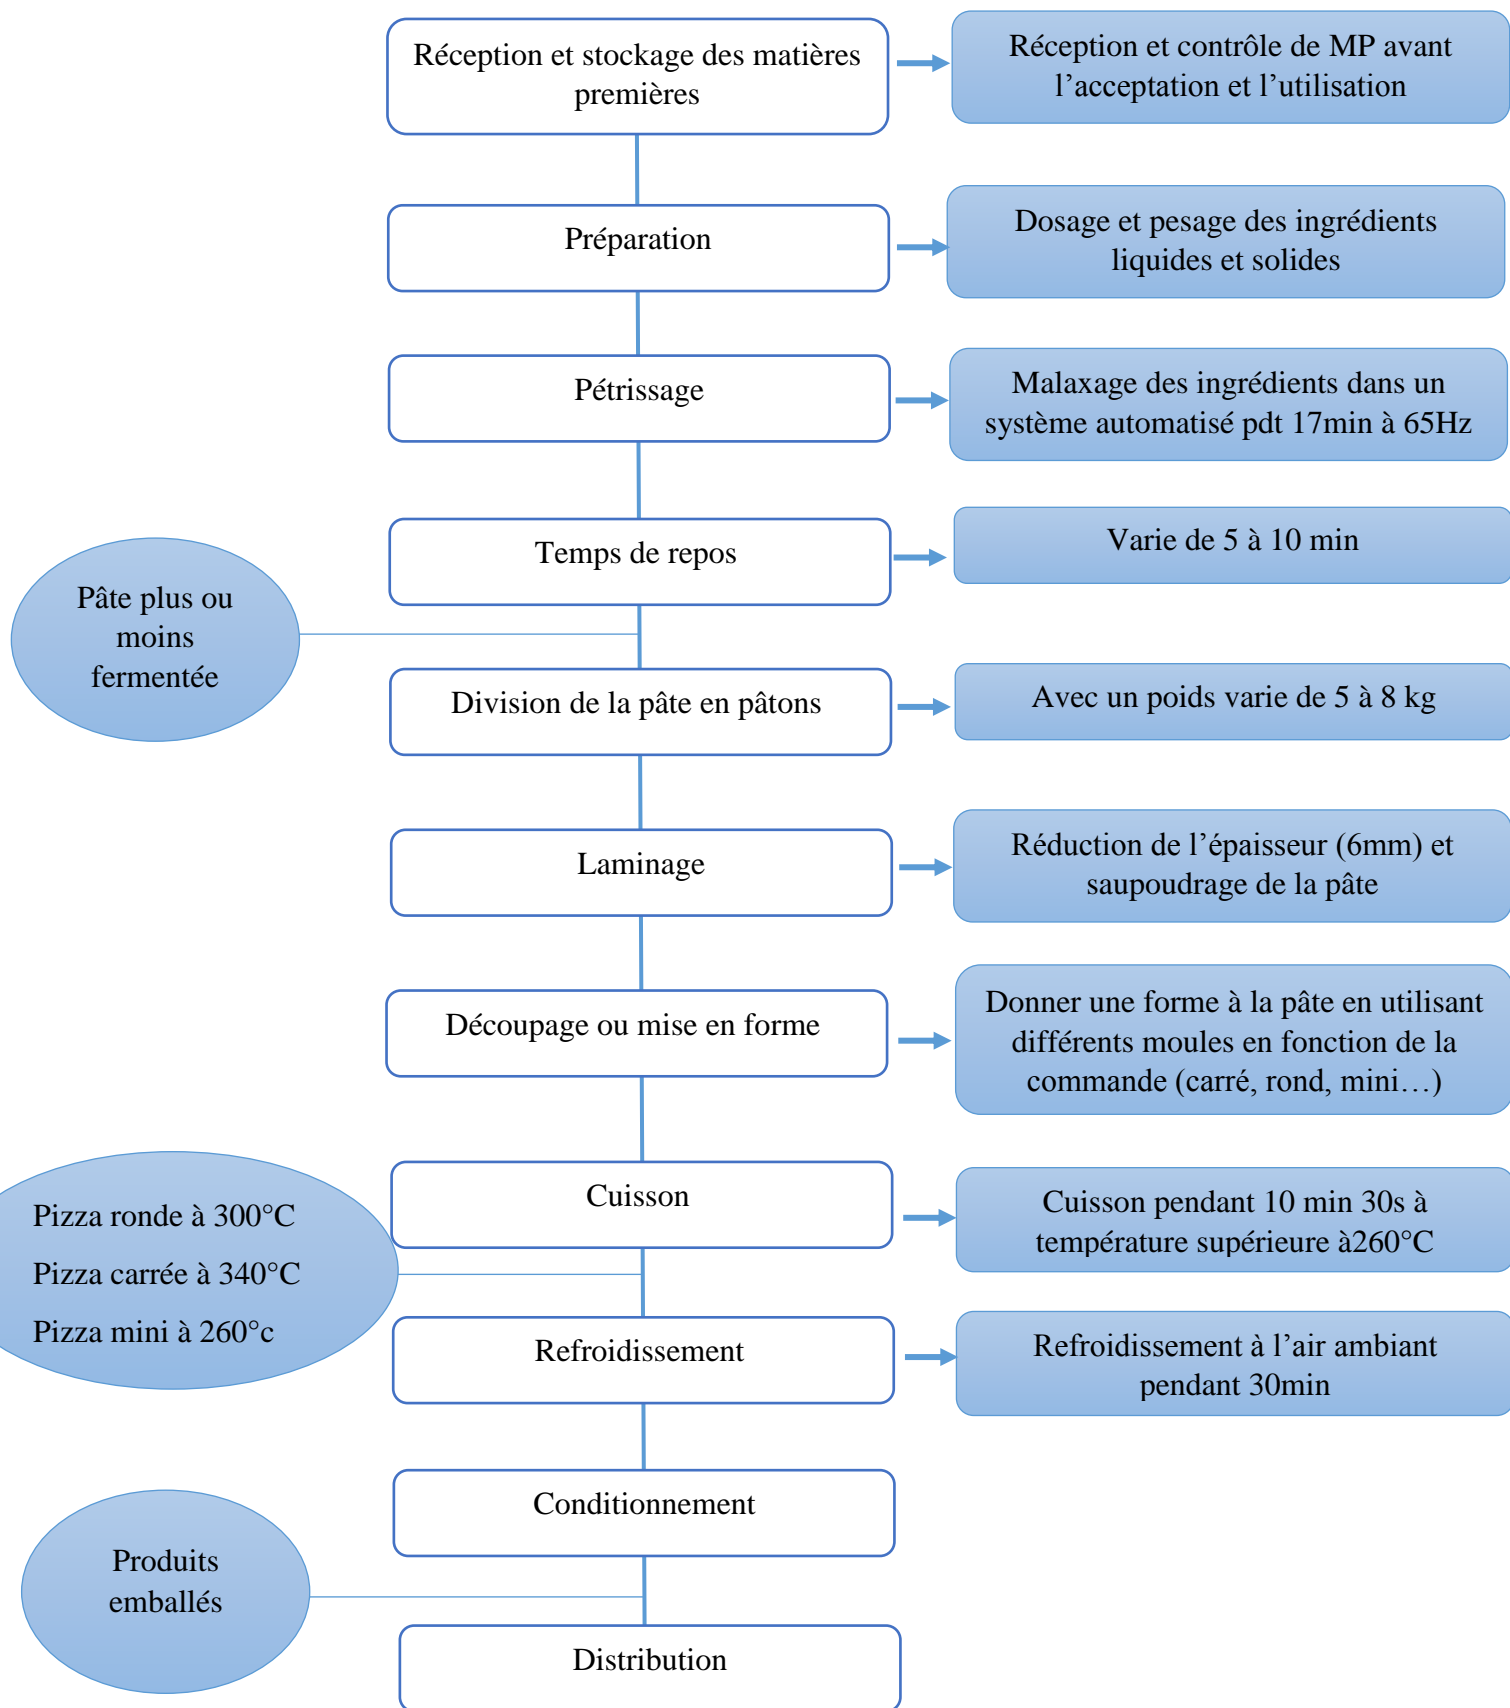 Réception et stockage des matières
premières
Réception et contrôle de MP avant
l’acceptation et l’utilisation
Préparation
Dosage et pesage des ingrédients
liquides et solides
Pétrissage
Malaxage des ingrédients dans un
système automatisé pdt 17min à 65Hz
Temps de repos
Varie de 5 à 10 min
Pâte plus ou
moins
fermentée
Division de la pâte en pâtons
Avec un poids varie de 5 à 8 kg
Laminage
Réduction de l’épaisseur (6mm) et
saupoudrage de la pâte
Découpage ou mise en forme
Donner une forme à la pâte en utilisant
différents moules en fonction de la
commande (carré, rond, mini…)
Cuisson
Cuisson pendant 10 min 30s à
température supérieure à260°C
Pizza ronde à 300°C
Pizza carrée à 340°C
Pizza mini à 260°c
Refroidissement
Refroidissement à l’air ambiant
pendant 30min
Conditionnement
Produits
emballés
Distribution